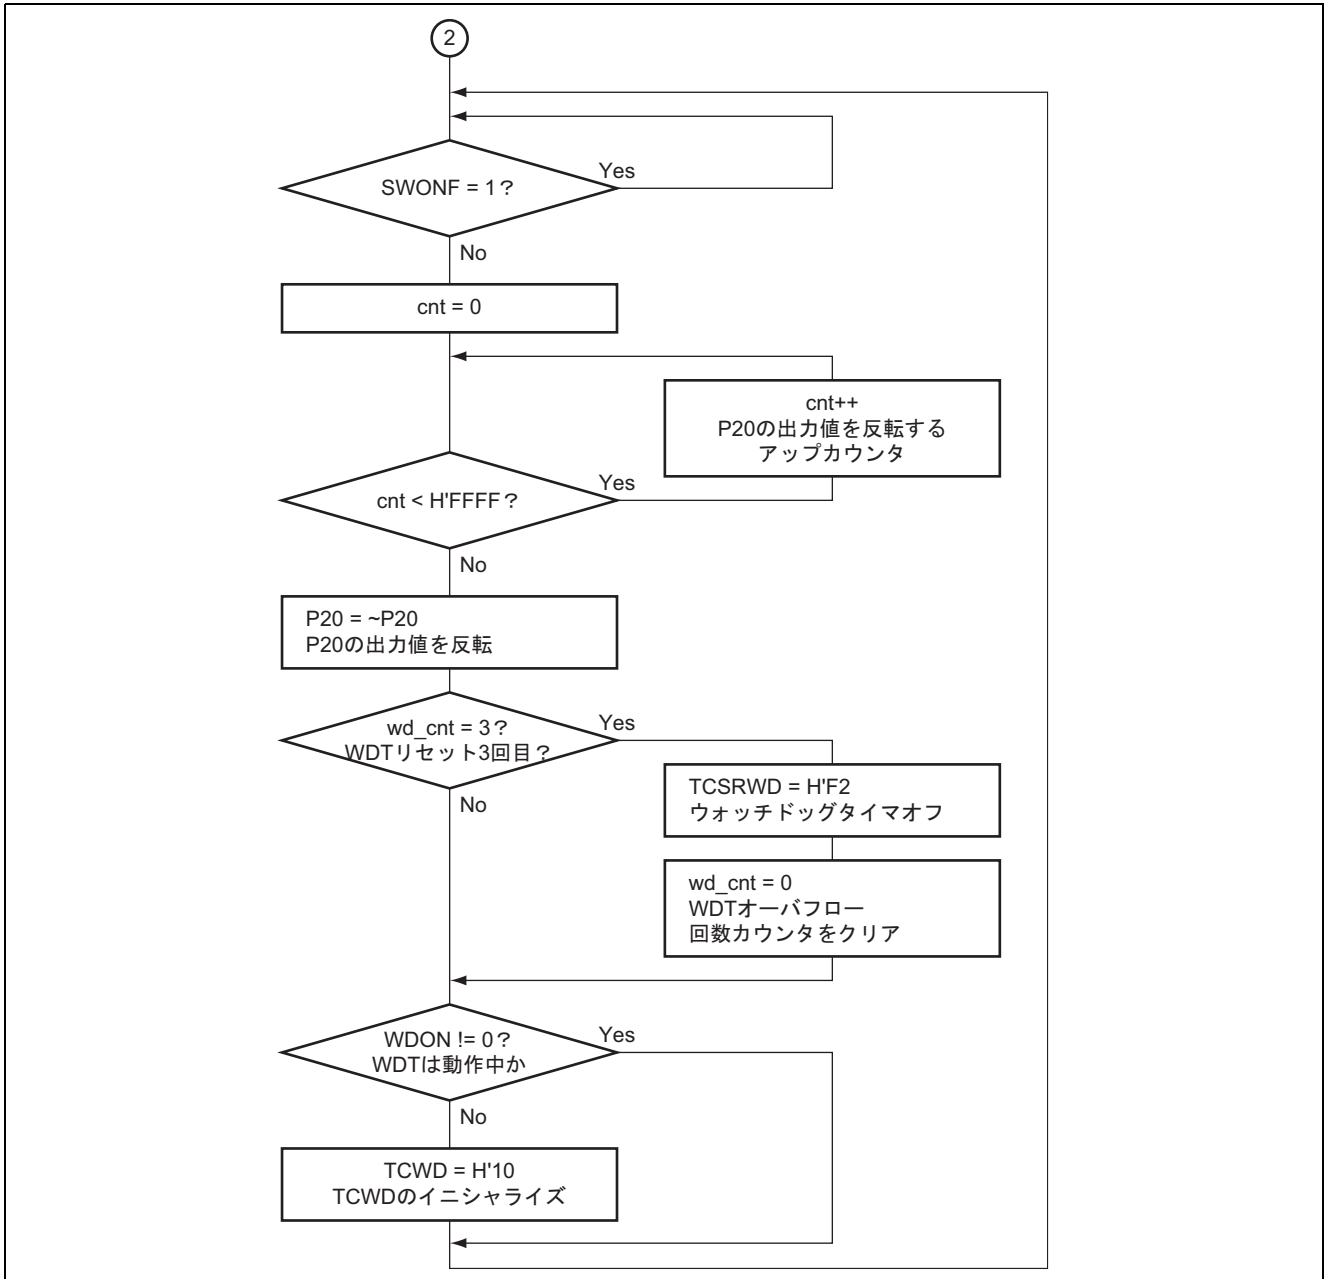 2
SWONF = 1？
Yes
No
cnt = 0
cnt++
P20の出力値を反転する
アップカウンタ
cnt < H'FFFF？
Yes
No
P20 = ~P20
P20の出力値を反転
wd_cnt = 3？
WDTリセット3回目？
Yes
No
TCSRWD = H'F2
ウォッチドッグタイマオフ
wd_cnt = 0
WDTオーバフロー
回数カウンタをクリア
WDON != 0？
WDTは動作中か
Yes
No
TCWD = H'10
TCWDのイニシャライズ